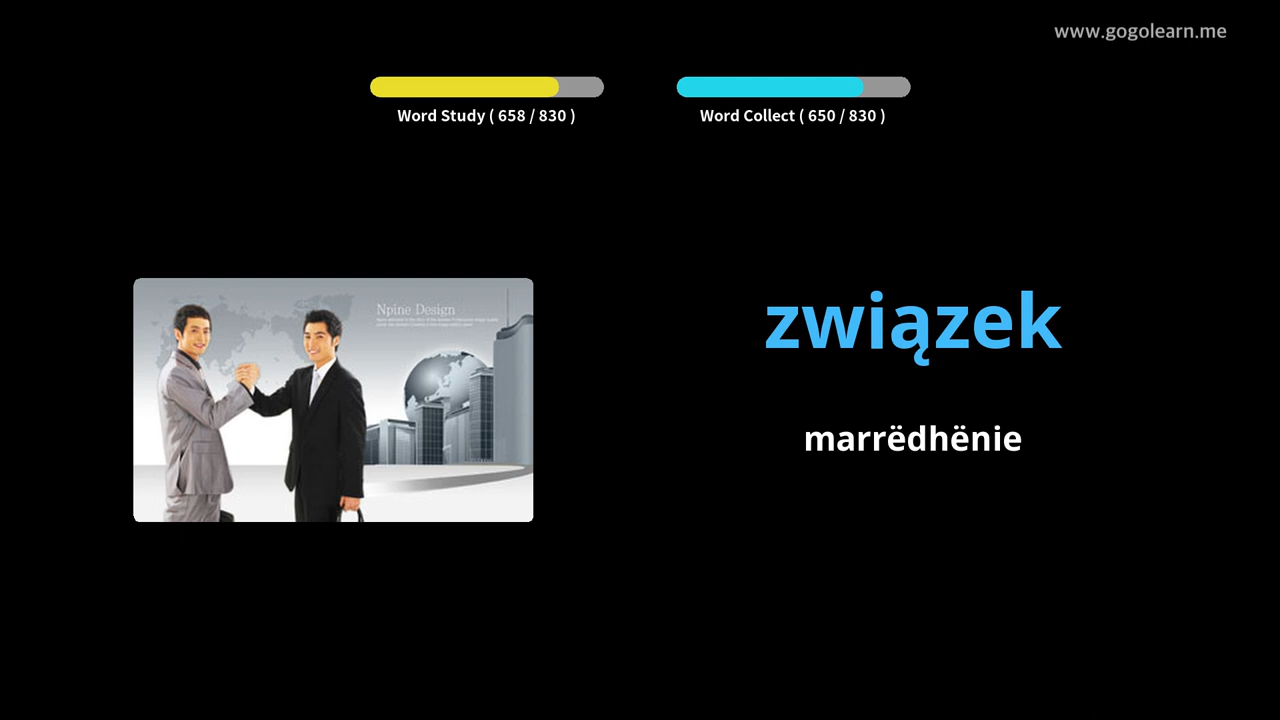 www.gogolearn.me
Word Study ( 658 / 830 )
Word Collect ( 650 / 830 )
Npine Design
związek
marrëdhënie